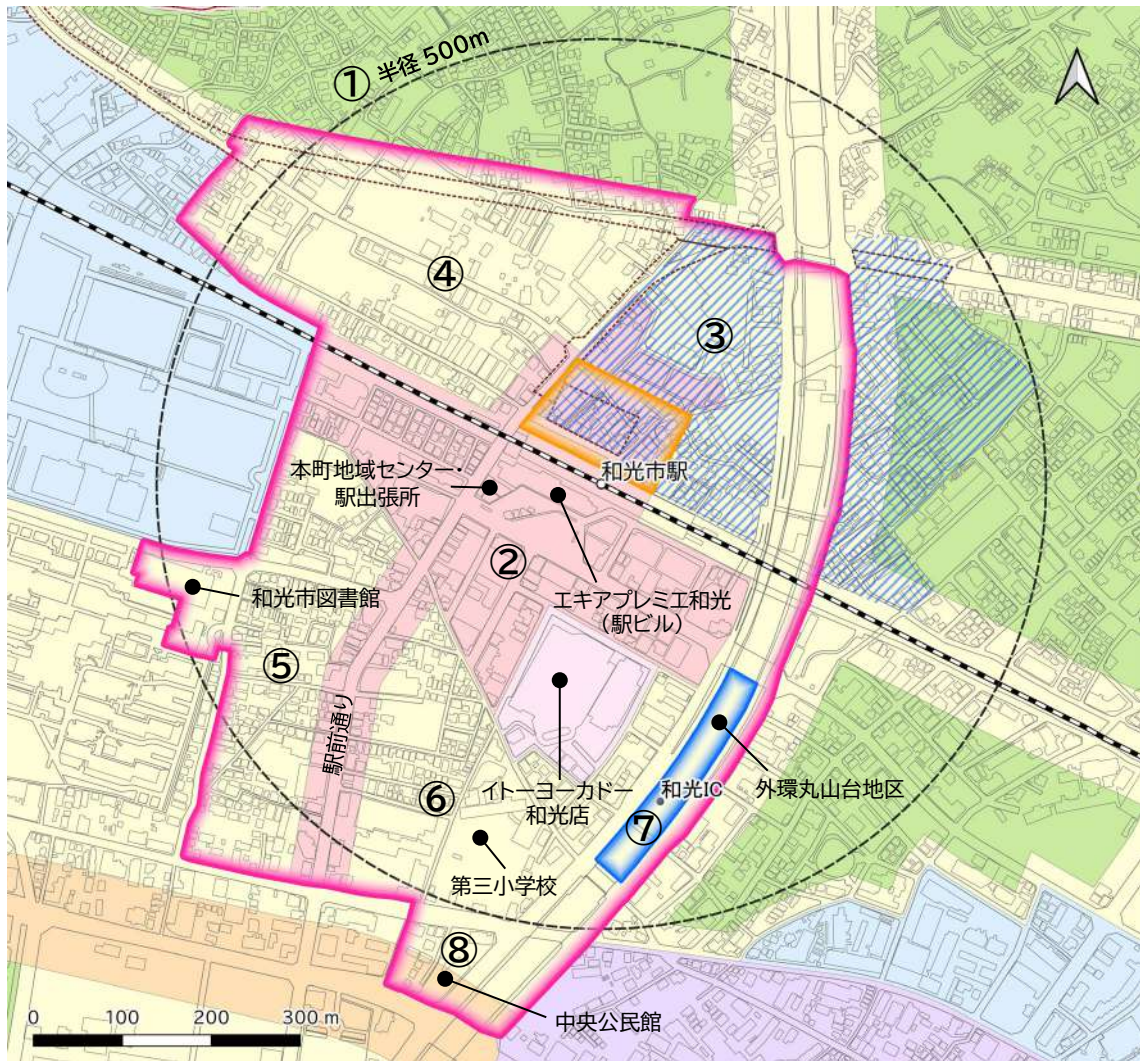 ① 半径 500m
④
③
和光市駅
本町地域センター・
駅出張所
②
エキアプレミエ和光
(駅ビル)
和光市図書館
⑤
駅前通り
外環丸山台地区
和光IC
イトーヨーカドー
和光店
⑥
⑦
第三小学校
⑧
中央公民館
0 100 200 300 m